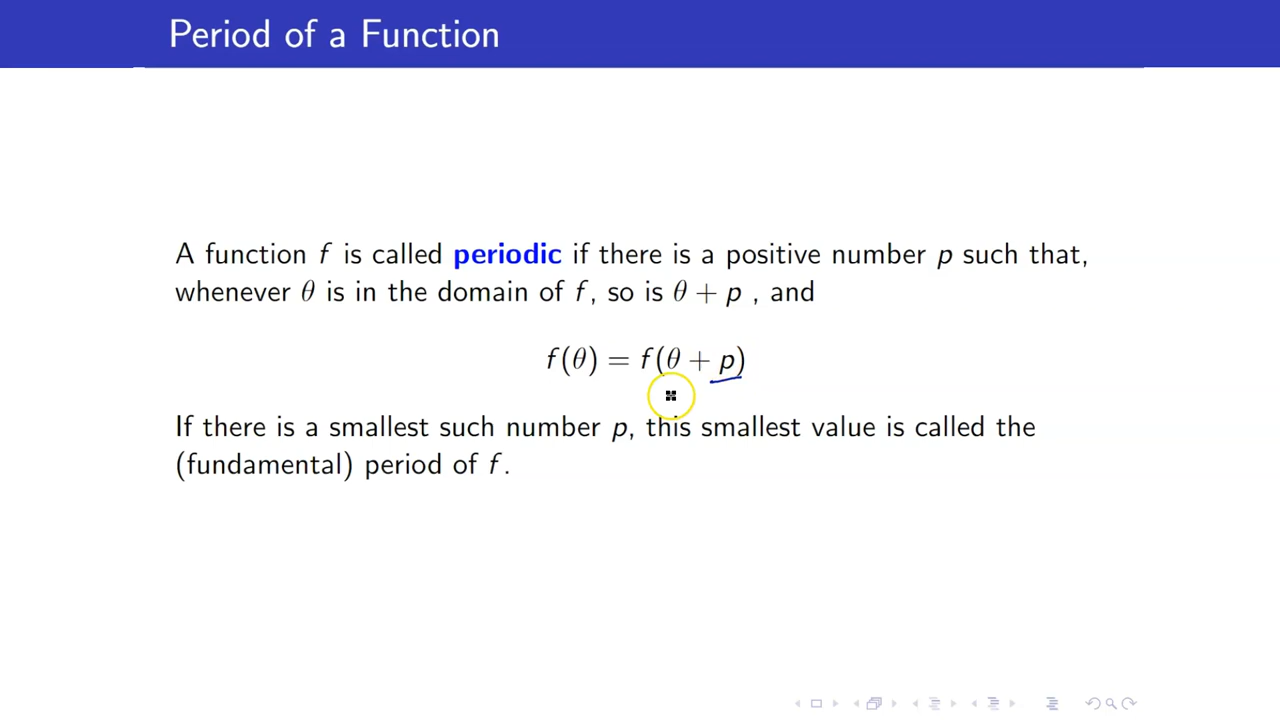 Period of a Function
A function f is called periodic if there is a positive number p such that,
whenever θ is in the domain of f, so is θ + p , and
f(θ) = f(θ + p)
If there is a smallest such number p, this smallest value is called the
(fundamental) period of f.